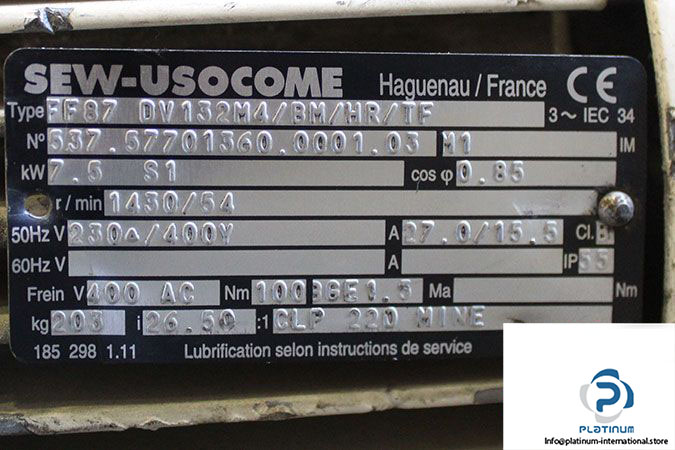 SEW-USOCOME Haguenau / France CE
Type FF87 DV132M4/BM/HR/TF 3~ IEC 34
Nº 537.57701360.0001.03 M1 IM
kW 7.5 S1 cos φ 0.85
r/min 1430/54
50Hz V 230△/400Y A 27.0/15.5 Cl. B
60Hz V A IP 55
Frein V 400 AC Nm 100 BGE1.5 Ma Nm
kg 203 i 26.50 :1 CLP 220 MINE
185 298 1.11 Lubrification selon instructions de service
PLATINUM
Info@platinum-international.store